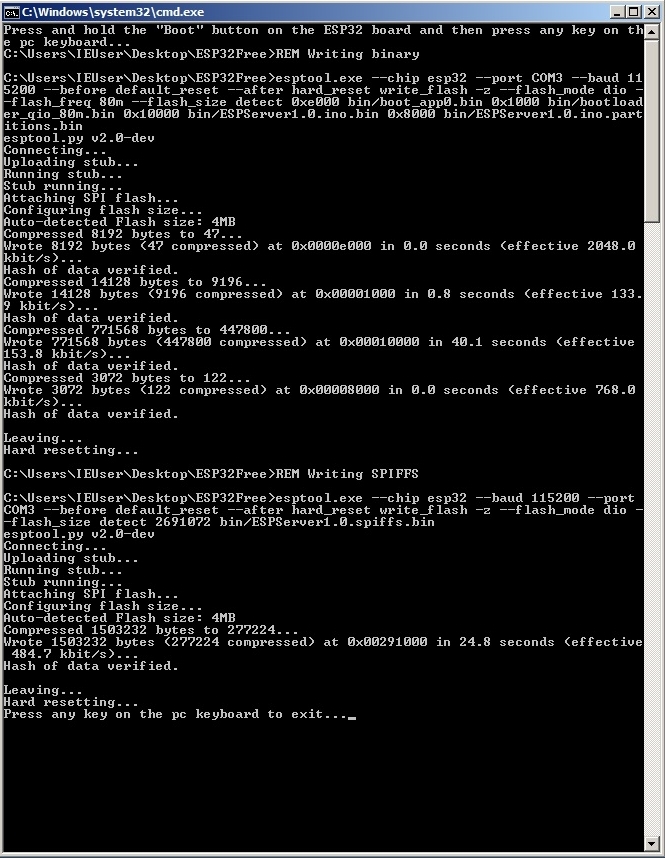 C:\Windows\system32\cmd.exe
Press and hold the "Boot" button on the ESP32 board and then press any key on th
e pc keyboard...
C:\Users\IEUser\Desktop\ESP32Free>REM Writing binary
C:\Users\IEUser\Desktop\ESP32Free>esptool.exe --chip esp32 --port COM3 --baud 11
5200 --before default_reset --after hard_reset write_flash -z --flash_mode dio -
-flash_freq 80m --flash_size detect 0xe000 bin/boot_app0.bin 0x1000 bin/bootload
er_qio_80m.bin 0x10000 bin/ESPServer1.0.ino.bin 0x8000 bin/ESPServer1.0.ino.part
itions.bin
esptool.py v2.0-dev
Connecting...
Uploading stub...
Running stub...
Stub running...
Attaching SPI flash...
Configuring flash size...
Auto-detected Flash size: 4MB
Compressed 8192 bytes to 47...
Wrote 8192 bytes (47 compressed) at 0x0000e000 in 0.0 seconds (effective 2048.0
kbit/s)...
Hash of data verified.
Compressed 14128 bytes to 9196...
Wrote 14128 bytes (9196 compressed) at 0x00001000 in 0.8 seconds (effective 133.
9 kbit/s)...
Hash of data verified.
Compressed 771568 bytes to 447800...
Wrote 771568 bytes (447800 compressed) at 0x00010000 in 40.1 seconds (effective
153.8 kbit/s)...
Hash of data verified.
Compressed 3072 bytes to 122...
Wrote 3072 bytes (122 compressed) at 0x00008000 in 0.0 seconds (effective 768.0
kbit/s)...
Hash of data verified.
Leaving...
Hard resetting...
C:\Users\IEUser\Desktop\ESP32Free>REM Writing SPIFFS
C:\Users\IEUser\Desktop\ESP32Free>esptool.exe --chip esp32 --baud 115200 --port
COM3 --before default_reset --after hard_reset write_flash -z --flash_mode dio -
-flash_size detect 2691072 bin/ESPServer1.0.spiffs.bin
esptool.py v2.0-dev
Connecting...
Uploading stub...
Running stub...
Stub running...
Attaching SPI flash...
Configuring flash size...
Auto-detected Flash size: 4MB
Compressed 1503232 bytes to 277224...
Wrote 1503232 bytes (277224 compressed) at 0x00291000 in 24.8 seconds (effective
484.7 kbit/s)...
Hash of data verified.
Leaving...
Hard resetting...
Press any key on the pc keyboard to exit..._